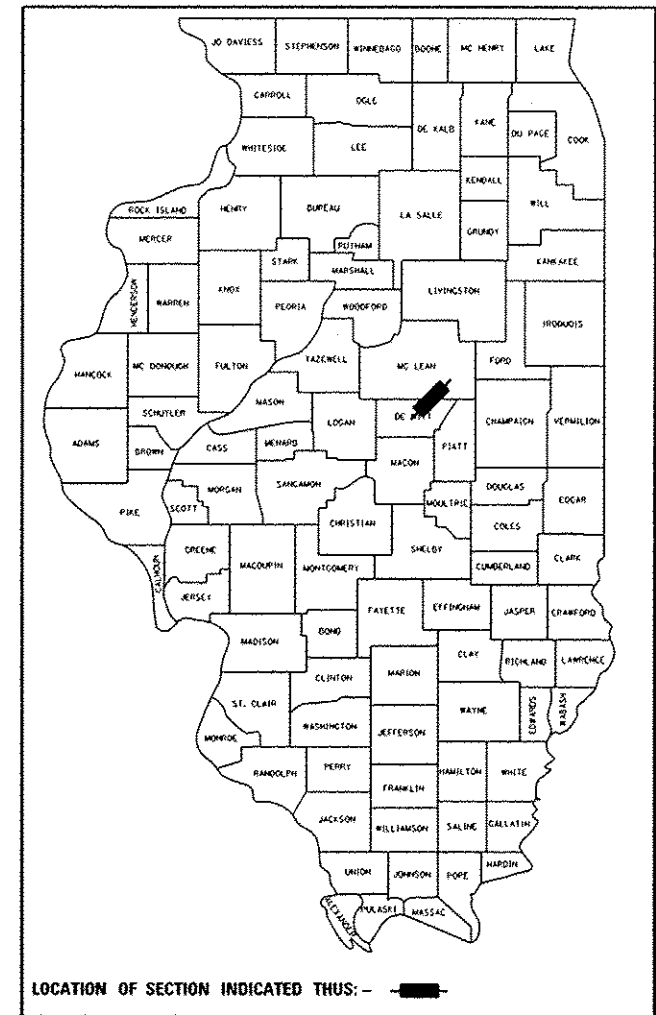 JO DAVIESS STEPHENSON WINNEBAGO BOONE MC HENRY LAKE
CARROLL OGLE DE KALB KANE DU PAGE COOK
WHITESIDE LEE KENDALL WILL
ROCK ISLAND HENRY BUREAU LA SALLE GRUNDY
MERCER PUTNAM KANKAKEE
STARK MARSHALL
HENDERSON WARREN KNOX PEORIA WOODFORD LIVINGSTON IROQUOIS
HANCOCK MC DONOUGH FULTON TAZEWELL MC LEAN FORD
SCHUYLER MASON LOGAN DE WITT CHAMPAIGN VERMILION
ADAMS BROWN CASS MENARD PIATT
MACON
PIKE SCOTT MORGAN SANGAMON MOULTRIE DOUGLAS EDGAR
CHRISTIAN COLES
CALHOUN GREENE MACOUPIN MONTGOMERY SHELBY CUMBERLAND CLARK
JERSEY FAYETTE EFFINGHAM JASPER CRAWFORD
MADISON BOND CLAY RICHLAND LAWRENCE
CLINTON MARION
ST. CLAIR WAYNE EDWARDS WABASH
MONROE WASHINGTON JEFFERSON
RANDOLPH PERRY HAMILTON WHITE
FRANKLIN
JACKSON WILLIAMSON SALINE GALLATIN
UNION JOHNSON POPE HARDIN
ALEXANDER PULASKI MASSAC
LOCATION OF SECTION INDICATED THUS: -